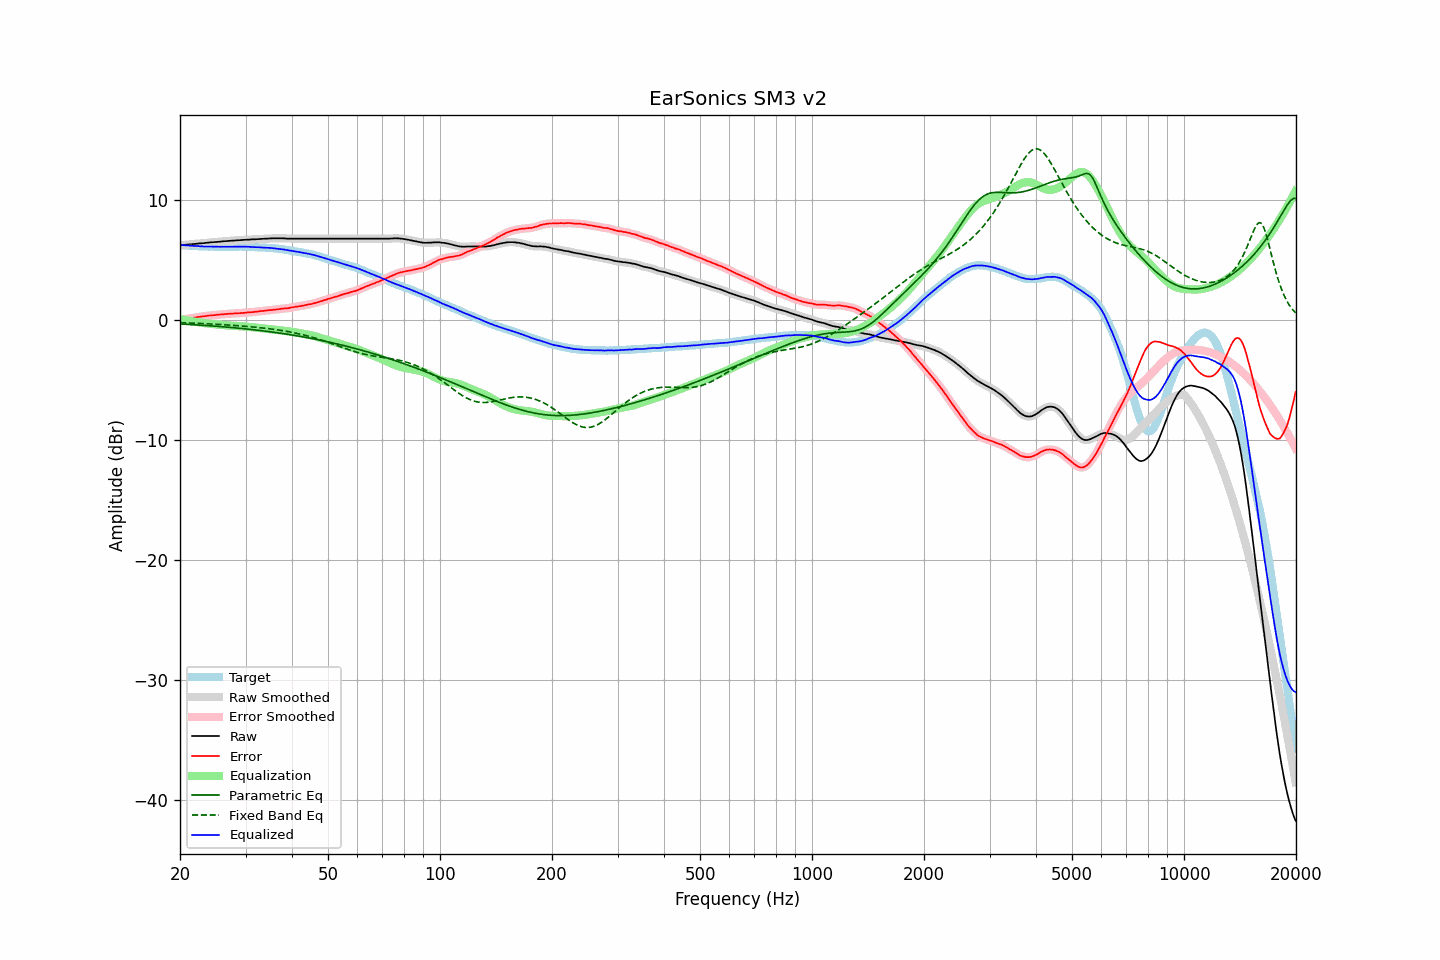 EarSonics SM3 v2
Amplitude (dBr)
10
0
−10
−20
−30
−40
Target
Raw Smoothed
Error Smoothed
Raw
Error
Equalization
Parametric Eq
Fixed Band Eq
Equalized
20 50 100 200 500 1000 2000 5000 10000 20000
Frequency (Hz)